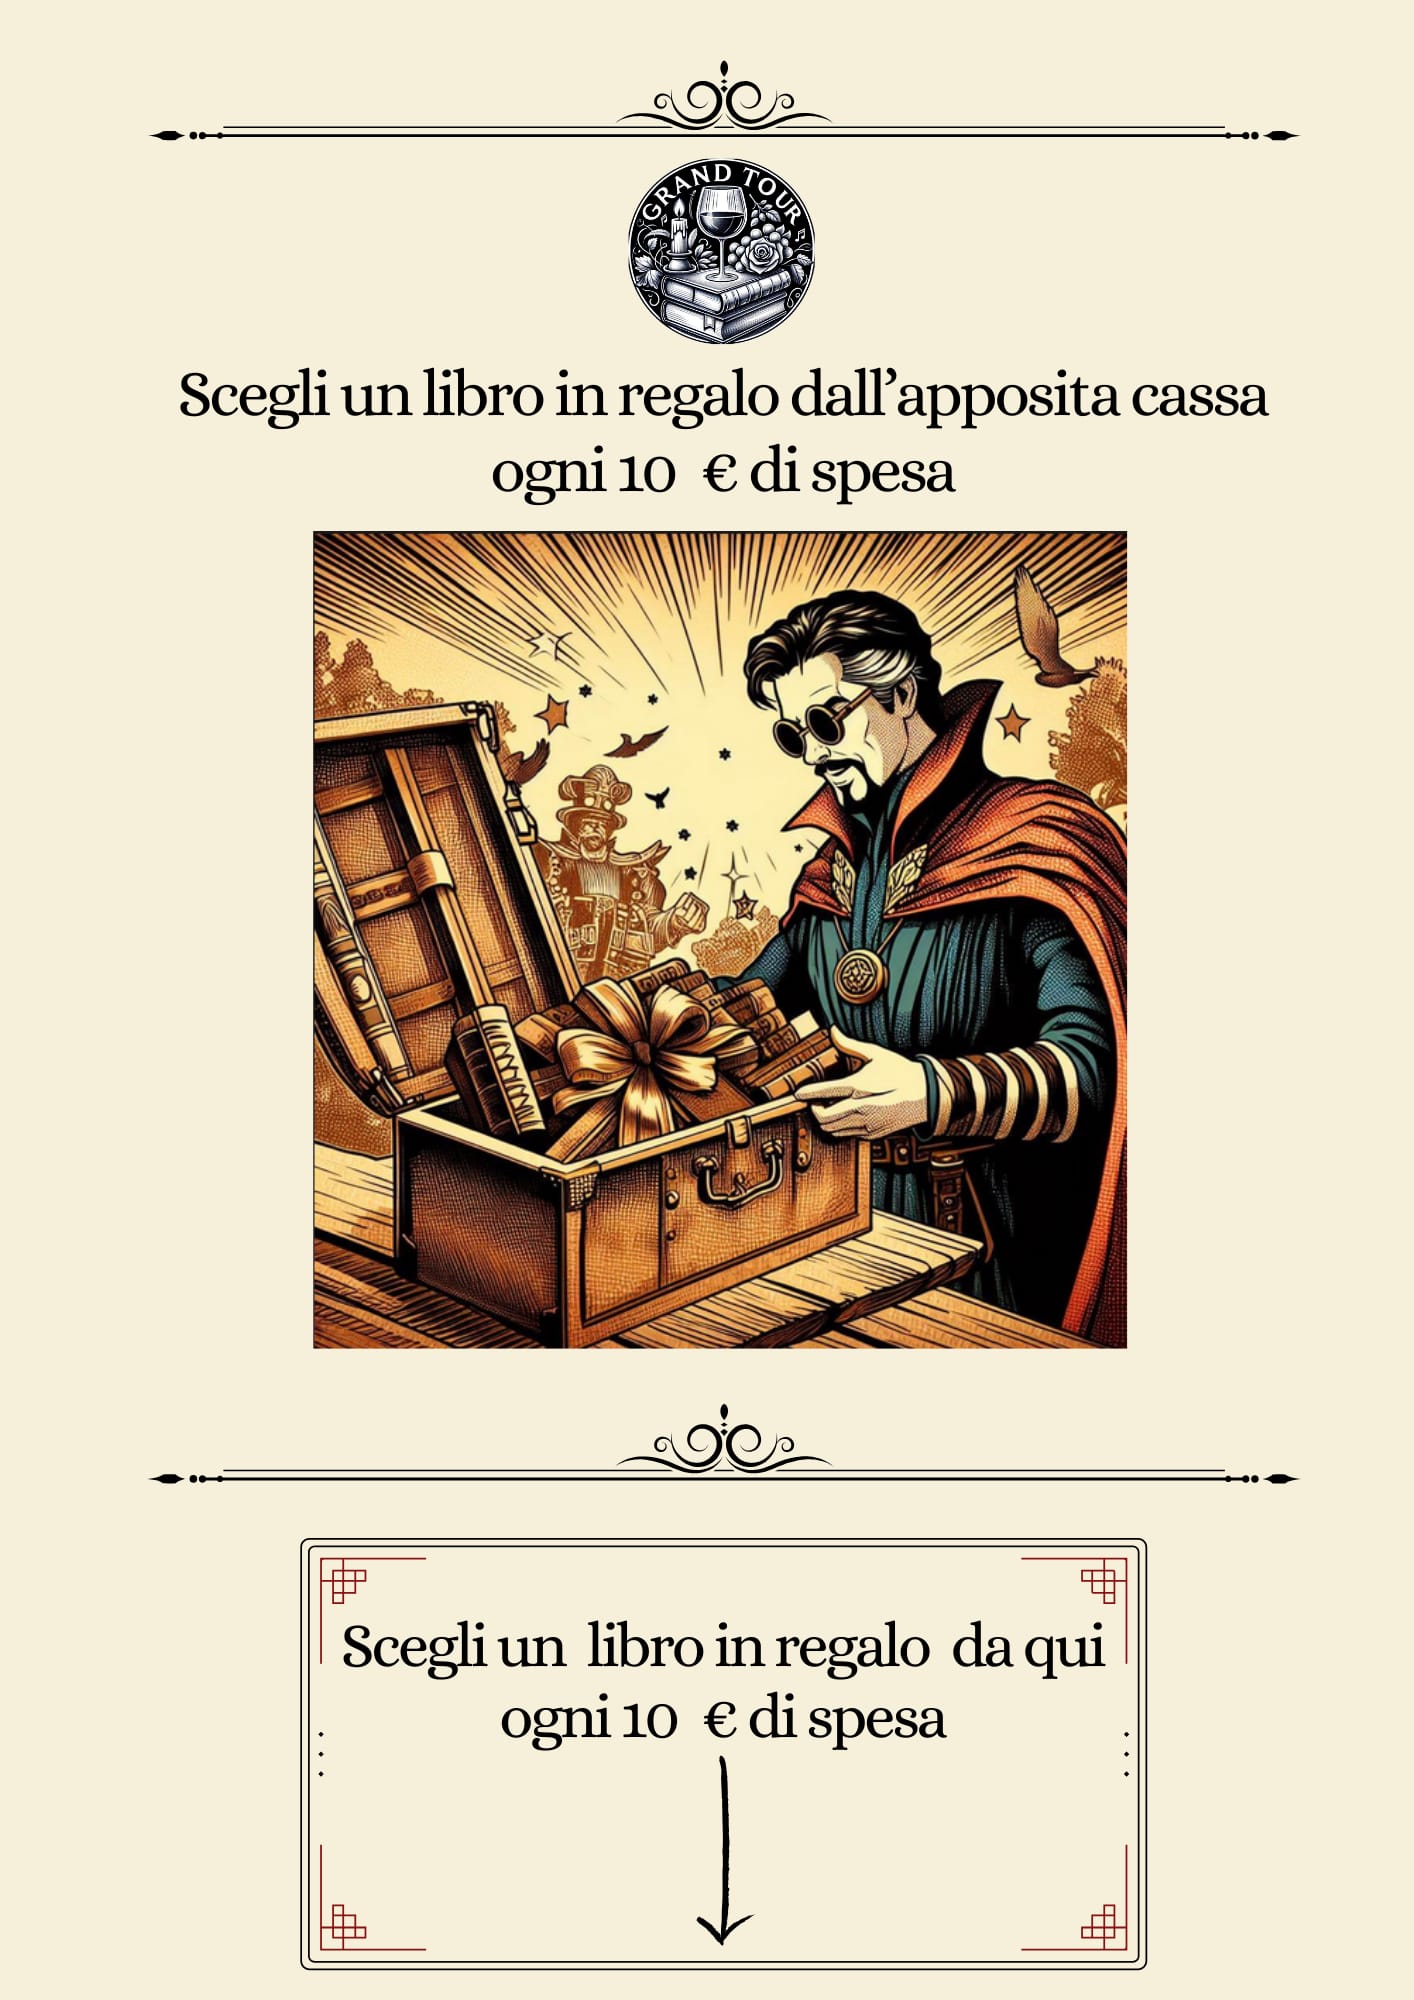 GRAND TOUR
Scegli un libro in regalo dall’apposita cassa
ogni 10 € di spesa
Scegli un libro in regalo da qui
ogni 10 € di spesa